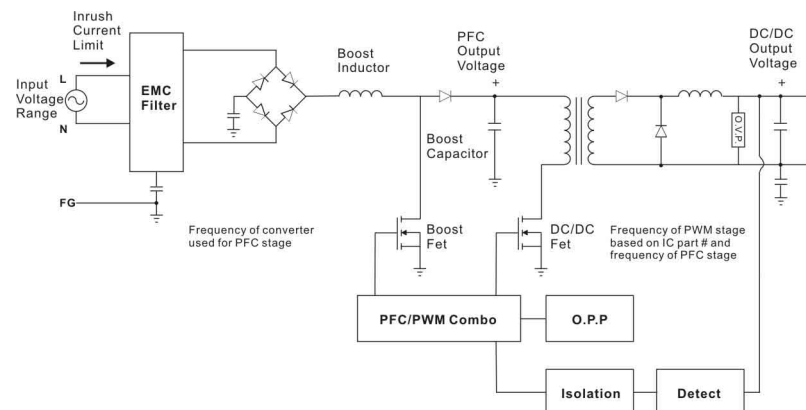 Inrush
Current
Limit
Input
Voltage
Range
L
N
FG
EMC
Filter
Boost
Inductor
PFC
Output
Voltage
+
DC/DC
Output
Voltage
+
Boost
Capacitor
O.V.P.
Frequency of converter
used for PFC stage
Boost
Fet
DC/DC
Fet
Frequency of PWM stage
based on IC part # and
frequency of PFC stage
PFC/PWM Combo
O.P.P
Isolation
Detect